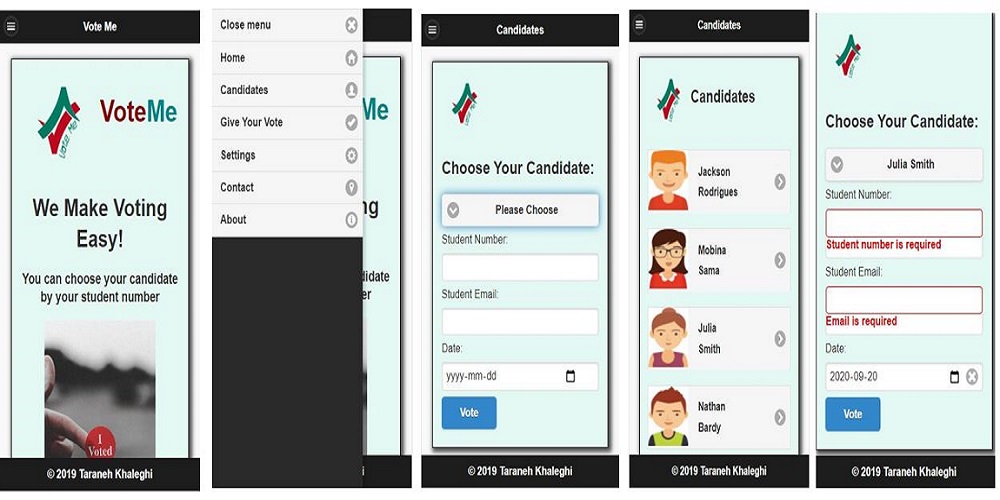 Vote Me
Vote Me
VoteMe
We Make Voting
Easy!
You can choose your candidate
by your student number
I
Voted
© 2019 Taraneh Khaleghi
Close menu
Home
Candidates
Give Your Vote
Settings
Contact
About
Me
ng
didate
er
i
Candidates
Vote Me
Choose Your Candidate:
Please Choose
Student Number:
Student Email:
Date:
yyyy-mm-dd
Vote
© 2019 Taraneh Khaleghi
Candidates
Vote Me
Candidates
Jackson
Rodrigues
Mobina
Sama
Julia
Smith
Nathan
Bardy
© 2019 Taraneh Khaleghi
Vote Me
Choose Your Candidate:
Julia Smith
Student Number:
Student number is required
Student Email:
Email is required
Date:
2020-09-20
Vote
© 2019 Taraneh Khaleghi